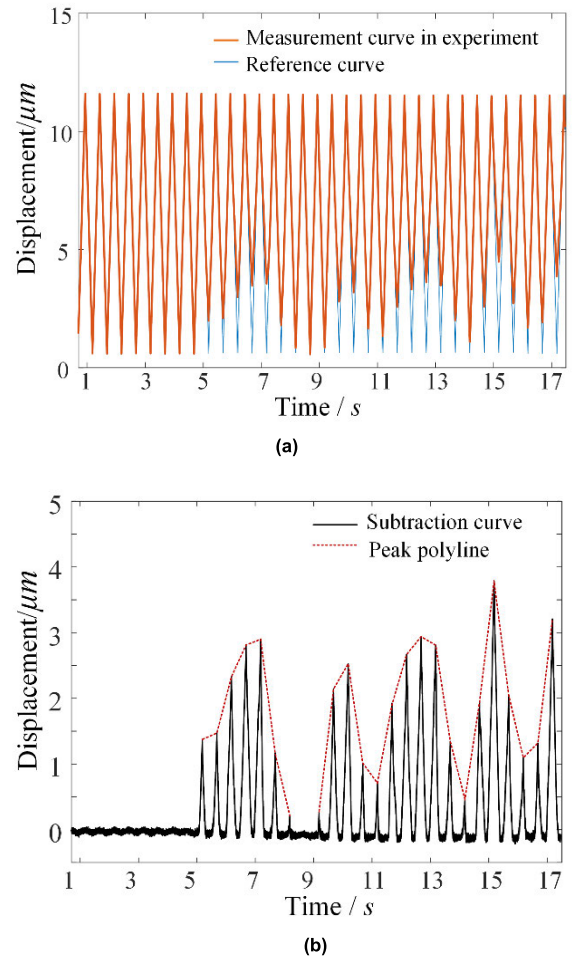 15
10
5
0
Displacement/μm
Measurement curve in experiment
Reference curve
1 3 5 7 9 11 13 15 17
Time / s
(a)
5
4
3
2
1
0
Displacement/μm
Subtraction curve
Peak polyline
1 3 5 7 9 11 13 15 17
Time / s
(b)